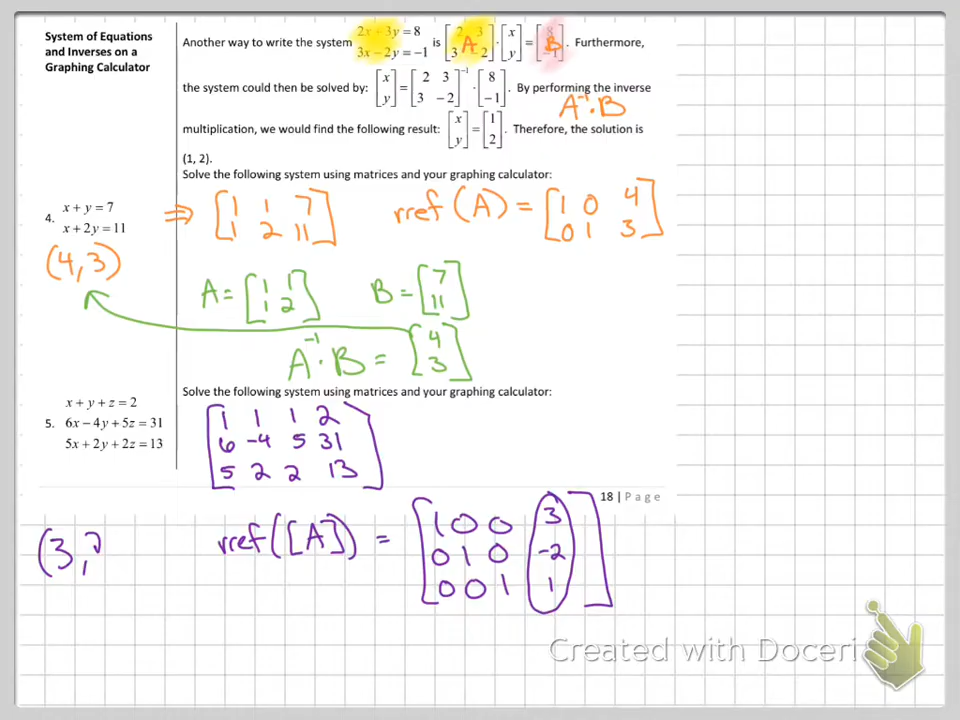 System of Equations
and Inverses on a
Graphing Calculator
Another way to write the system 2x + 3y = 8
3x − 2y = −1 is [2 3
3 −2] · [x
y] = [8
−1]. Furthermore,
A B
the system could then be solved by: [x
y] = [2 3
3 −2]⁻¹ · [8
−1]. By performing the inverse
A⁻¹·B
multiplication, we would find the following result: [x
y] = [1
2]. Therefore, the solution is
(1, 2).
Solve the following system using matrices and your graphing calculator:
4. x + y = 7
x + 2y = 11
⇒ [1 1 7
1 2 11] rref(A) = [1 0 4
0 1 3]
(4,3)
A = [1 1
1 2] B = [7
11]
A⁻¹·B = [4
3]
Solve the following system using matrices and your graphing calculator:
5. x + y + z = 2
6x − 4y + 5z = 31
5x + 2y + 2z = 13
[1 1 1 2
6 -4 5 31
5 2 2 13]
18 | Page
(3,
rref([A]) = [1 0 0 3
0 1 0 -2
0 0 1 1]
Created with Doceri